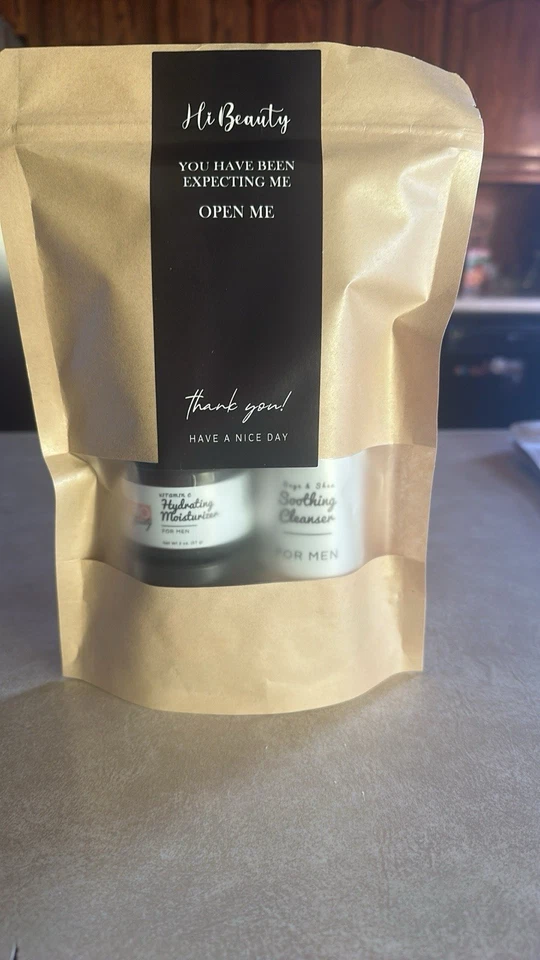 Hi Beauty
YOU HAVE BEEN
EXPECTING ME
OPEN ME
thank you!
HAVE A NICE DAY
vitamin c
Hydrating
Moisturizer
FOR MEN
Soothing
Cleanser
FOR MEN